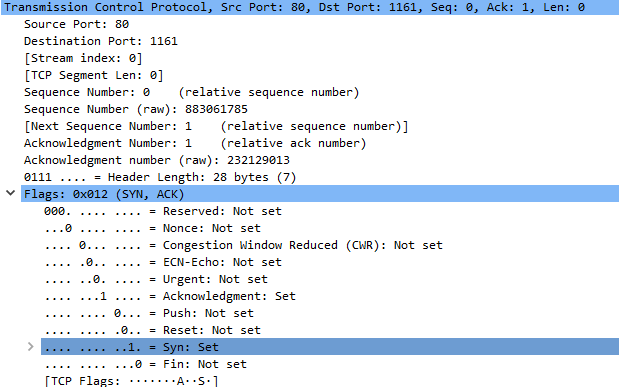 Transmission Control Protocol, Src Port: 80, Dst Port: 1161, Seq: 0, Ack: 1, Len: 0
Source Port: 80
Destination Port: 1161
[Stream index: 0]
[TCP Segment Len: 0]
Sequence Number: 0    (relative sequence number)
Sequence Number (raw): 883061785
[Next Sequence Number: 1    (relative sequence number)]
Acknowledgment Number: 1    (relative ack number)
Acknowledgment number (raw): 232129013
0111 .... = Header Length: 28 bytes (7)
Flags: 0x012 (SYN, ACK)
000. .... .... = Reserved: Not set
...0 .... .... = Nonce: Not set
.... 0... .... = Congestion Window Reduced (CWR): Not set
.... .0.. .... = ECN-Echo: Not set
.... ..0. .... = Urgent: Not set
.... ...1 .... = Acknowledgment: Set
.... .... 0... = Push: Not set
.... .... .0.. = Reset: Not set
.... .... ..1. = Syn: Set
.... .... ...0 = Fin: Not set
[TCP Flags: ·······A··S·]